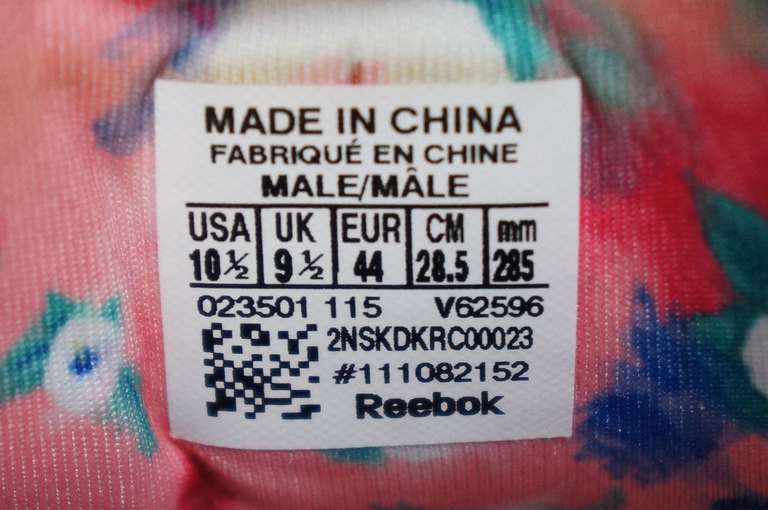 MADE IN CHINA
FABRIQUÉ EN CHINE
MALE/MÂLE
USA UK EUR CM mm
10½ 9½ 44 28.5 285
023501 115 V62596
2NSKDKRC00023
#111082152
Reebok